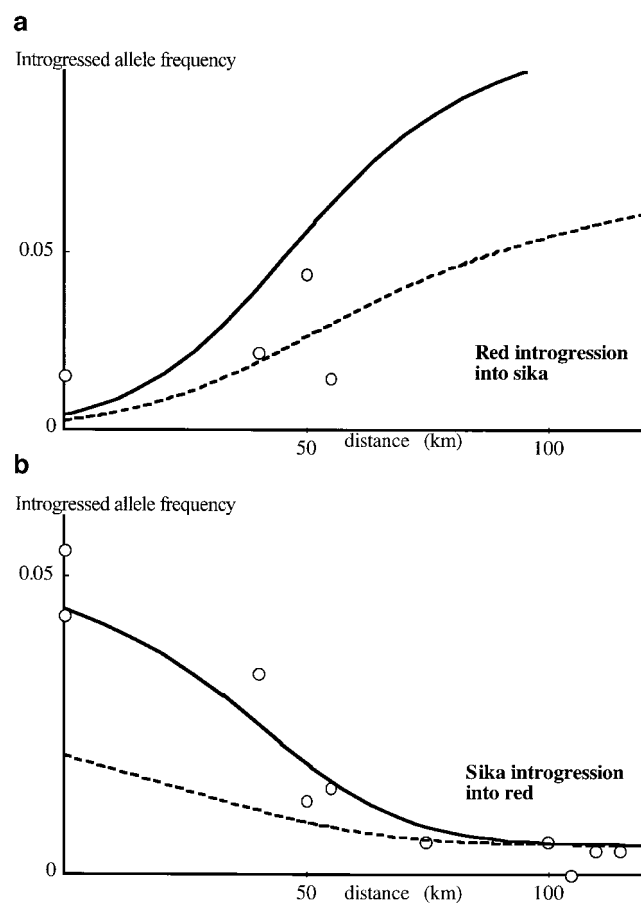 a
Introgressed allele frequency
0.05
Red introgression
into sika
0
50
distance (km)
100
b
Introgressed allele frequency
0.05
Sika introgression
into red
0
50
distance (km)
100